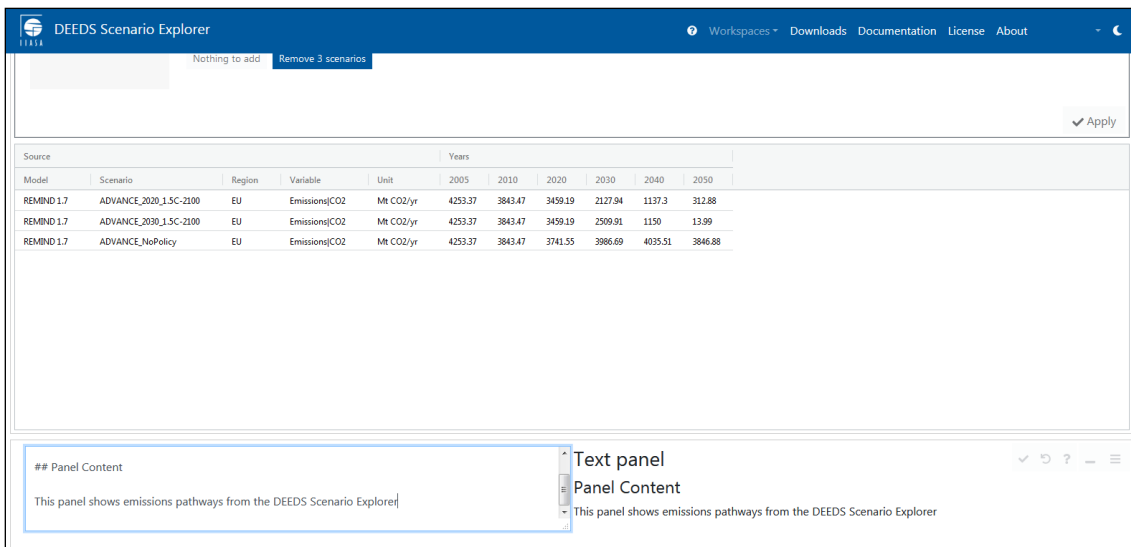 IIASA
DEEDS Scenario Explorer
Workspaces Downloads Documentation License About
Nothing to add Remove 3 scenarios
Apply
Source Years
Model Scenario Region Variable Unit 2005 2010 2020 2030 2040 2050
REMIND 1.7 ADVANCE_2020_1.5C-2100 EU Emissions|CO2 Mt CO2/yr 4253.37 3843.47 3459.19 2127.94 1137.3 312.88
REMIND 1.7 ADVANCE_2030_1.5C-2100 EU Emissions|CO2 Mt CO2/yr 4253.37 3843.47 3459.19 2509.91 1150 13.99
REMIND 1.7 ADVANCE_NoPolicy EU Emissions|CO2 Mt CO2/yr 4253.37 3843.47 3741.55 3986.69 4035.51 3846.88
## Panel Content
This panel shows emissions pathways from the DEEDS Scenario Explorer
Text panel
Panel Content
This panel shows emissions pathways from the DEEDS Scenario Explorer